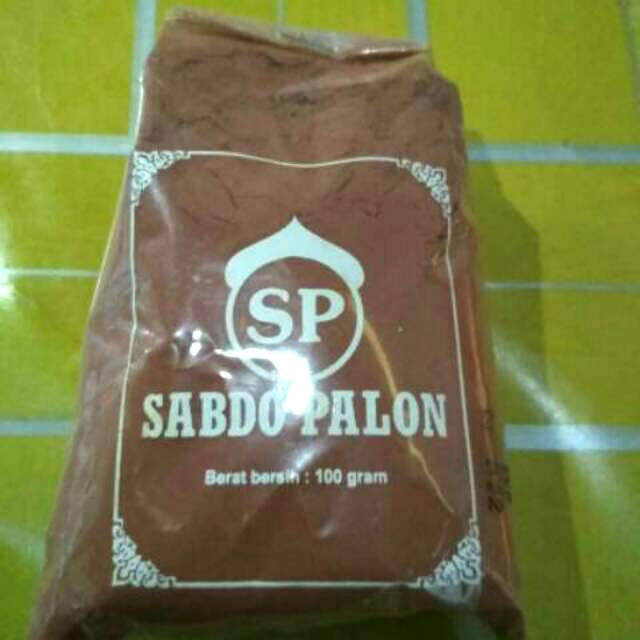 SP
SABDO PALON
Berat bersih : 100 gram